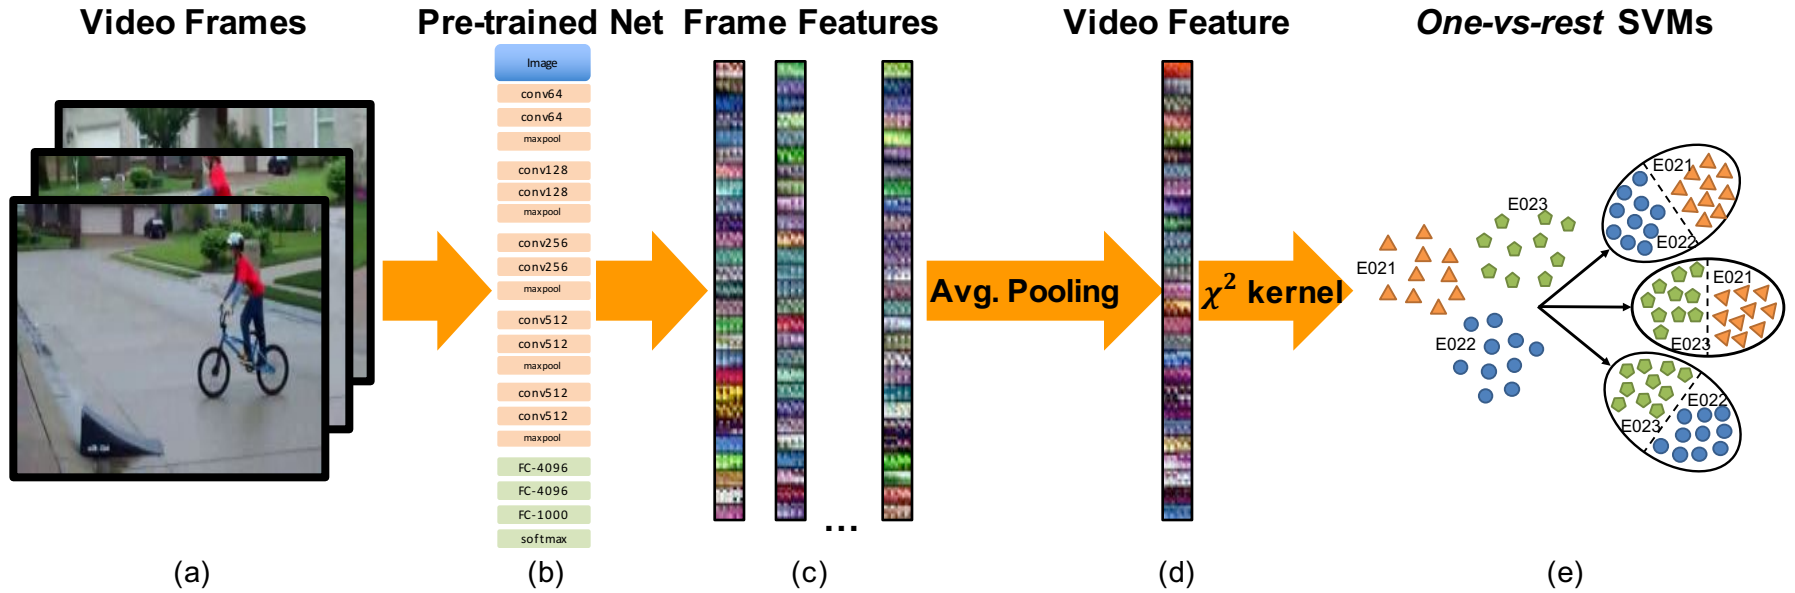 Video Frames
Pre-trained Net
Frame Features
Video Feature
One-vs-rest SVMs
Image
conv64
conv64
maxpool
conv128
conv128
maxpool
conv256
conv256
maxpool
conv512
conv512
maxpool
conv512
conv512
maxpool
FC-4096
FC-4096
FC-1000
softmax
...
Avg. Pooling
χ² kernel
E021
E023
E022
E021
E022
E021
E023
E022
E023
(a)
(b)
(c)
(d)
(e)